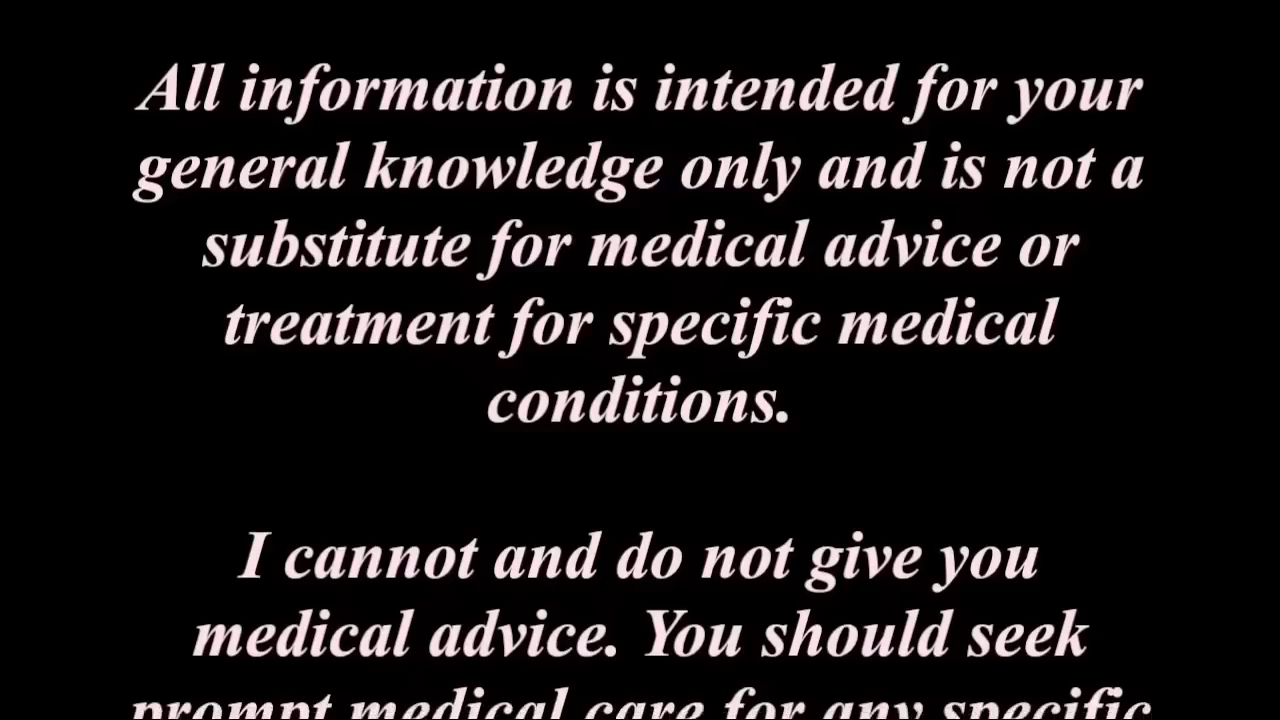 All information is intended for your
general knowledge only and is not a
substitute for medical advice or
treatment for specific medical
conditions.
I cannot and do not give you
medical advice. You should seek
prompt medical care for any specific